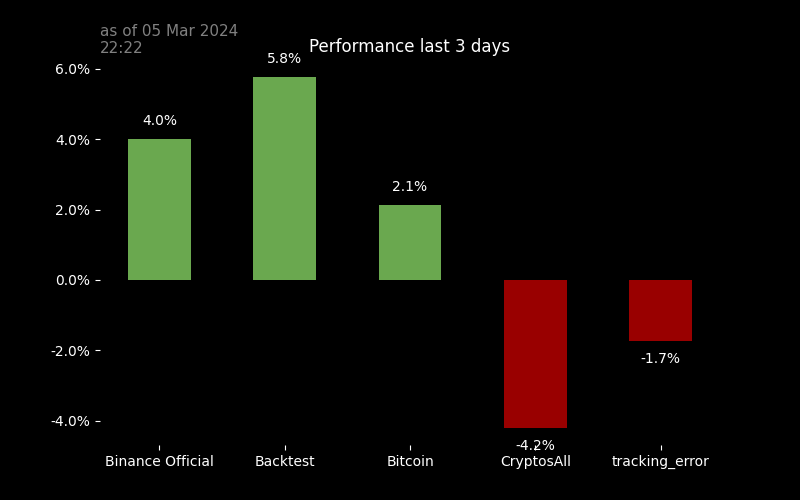 as of 05 Mar 2024
22:22
Performance last 3 days
6.0%
4.0%
2.0%
0.0%
-2.0%
-4.0%
4.0%
5.8%
2.1%
-4.2%
-1.7%
Binance Official
Backtest
Bitcoin
CryptosAll
tracking_error